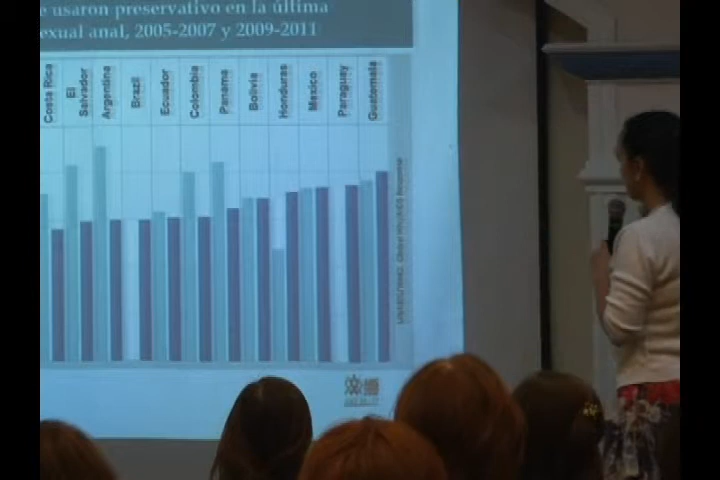 e usaron preservativo en la última
exual anal, 2005-2007 y 2009-2011
Costa Rica
El Salvador
Argentina
Brazil
Ecuador
Colombia
Panama
Bolivia
Honduras
Mexico
Paraguay
Guatemala